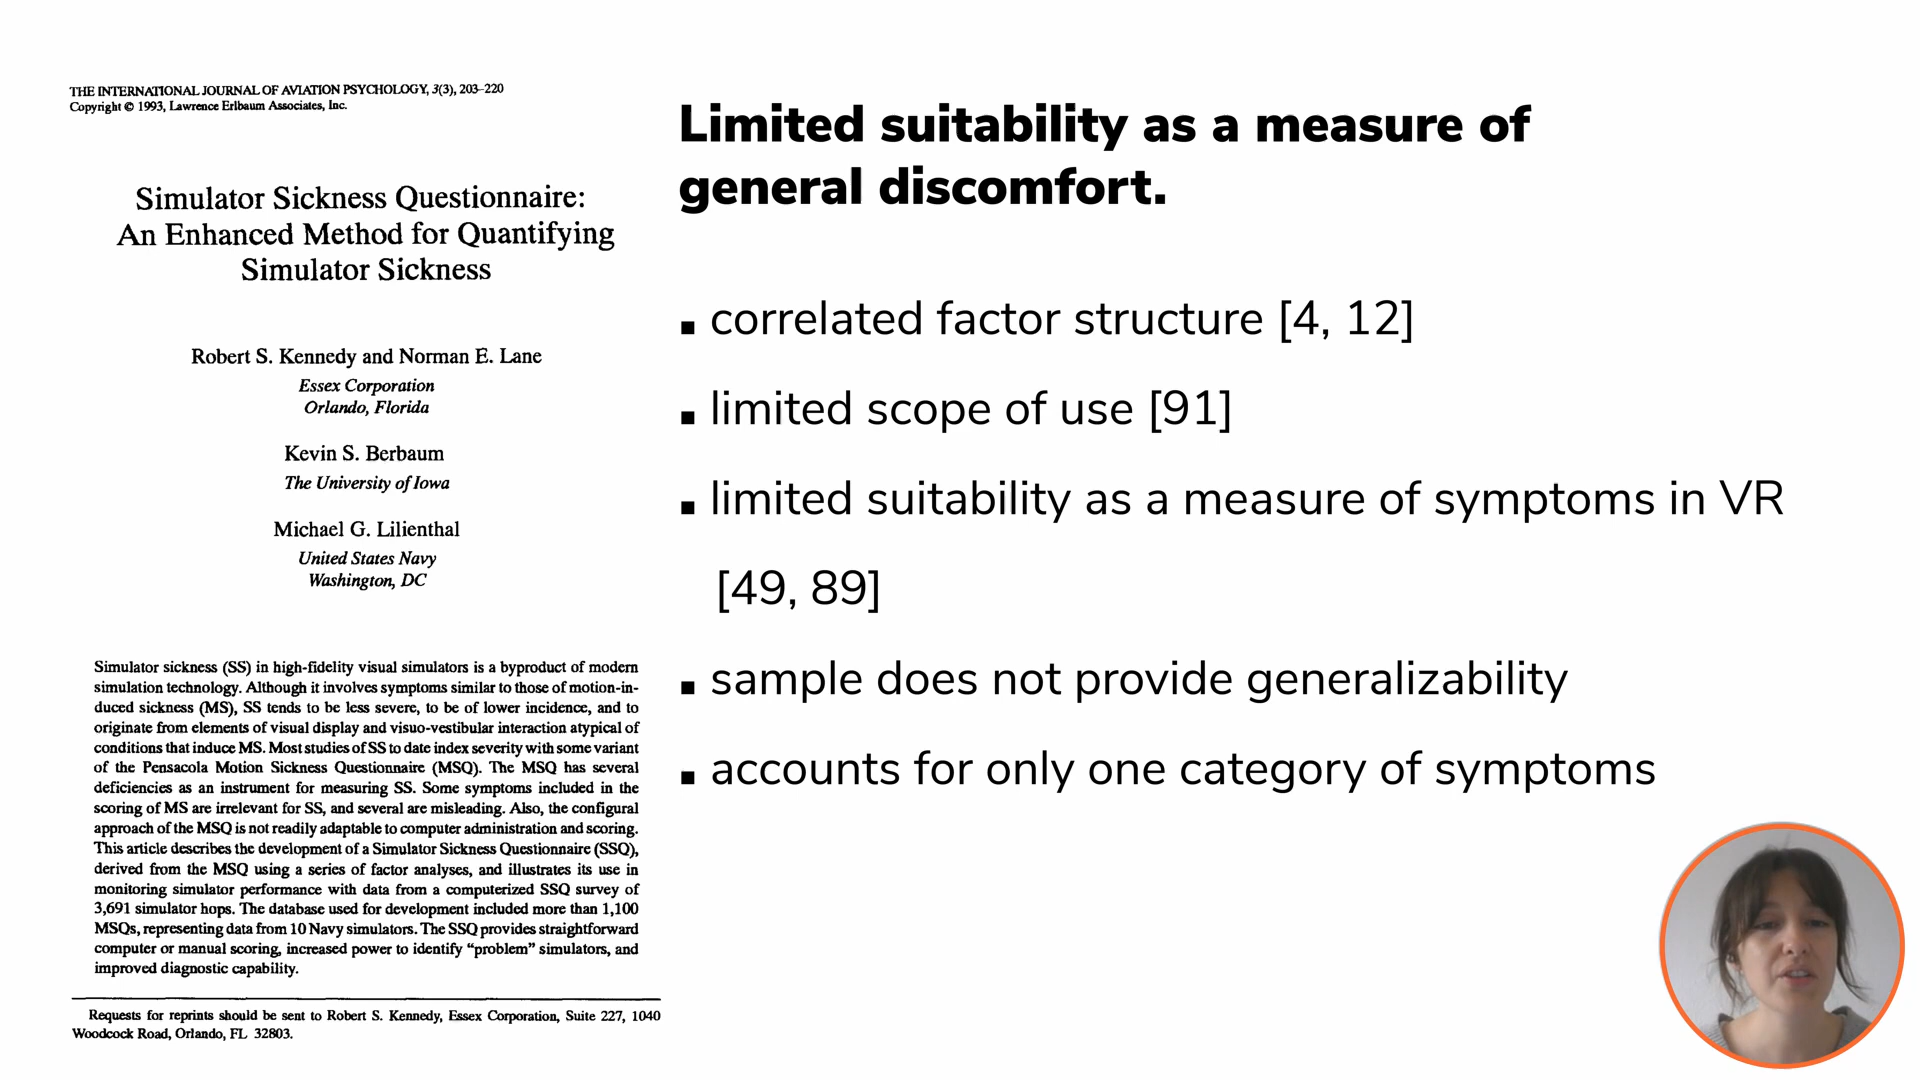 THE INTERNATIONAL JOURNAL OF AVIATION PSYCHOLOGY, 3(3), 203–220
Copyright © 1993, Lawrence Erlbaum Associates, Inc.
Simulator Sickness Questionnaire:
An Enhanced Method for Quantifying
Simulator Sickness
Robert S. Kennedy and Norman E. Lane
Essex Corporation
Orlando, Florida
Kevin S. Berbaum
The University of Iowa
Michael G. Lilienthal
United States Navy
Washington, DC
Simulator sickness (SS) in high-fidelity visual simulators is a byproduct of modern
simulation technology. Although it involves symptoms similar to those of motion-in-
duced sickness (MS), SS tends to be less severe, to be of lower incidence, and to
originate from elements of visual display and visuo-vestibular interaction atypical of
conditions that induce MS. Most studies of SS to date index severity with some variant
of the Pensacola Motion Sickness Questionnaire (MSQ). The MSQ has several
deficiencies as an instrument for measuring SS. Some symptoms included in the
scoring of MS are irrelevant for SS, and several are misleading. Also, the configural
approach of the MSQ is not readily adaptable to computer administration and scoring.
This article describes the development of a Simulator Sickness Questionnaire (SSQ),
derived from the MSQ using a series of factor analyses, and illustrates its use in
monitoring simulator performance with data from a computerized SSQ survey of
3,691 simulator hops. The database used for development included more than 1,100
MSQs, representing data from 10 Navy simulators. The SSQ provides straightforward
computer or manual scoring, increased power to identify “problem” simulators, and
improved diagnostic capability.
Requests for reprints should be sent to Robert S. Kennedy, Essex Corporation, Suite 227, 1040
Woodcock Road, Orlando, FL 32803.
Limited suitability as a measure of
general discomfort.
▪ correlated factor structure [4, 12]
▪ limited scope of use [91]
▪ limited suitability as a measure of symptoms in VR
[49, 89]
▪ sample does not provide generalizability
▪ accounts for only one category of symptoms